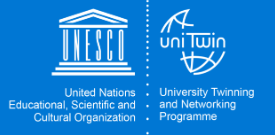 UNESCO
United Nations
Educational, Scientific and
Cultural Organization
uniTwin
University Twinning
and Networking
Programme